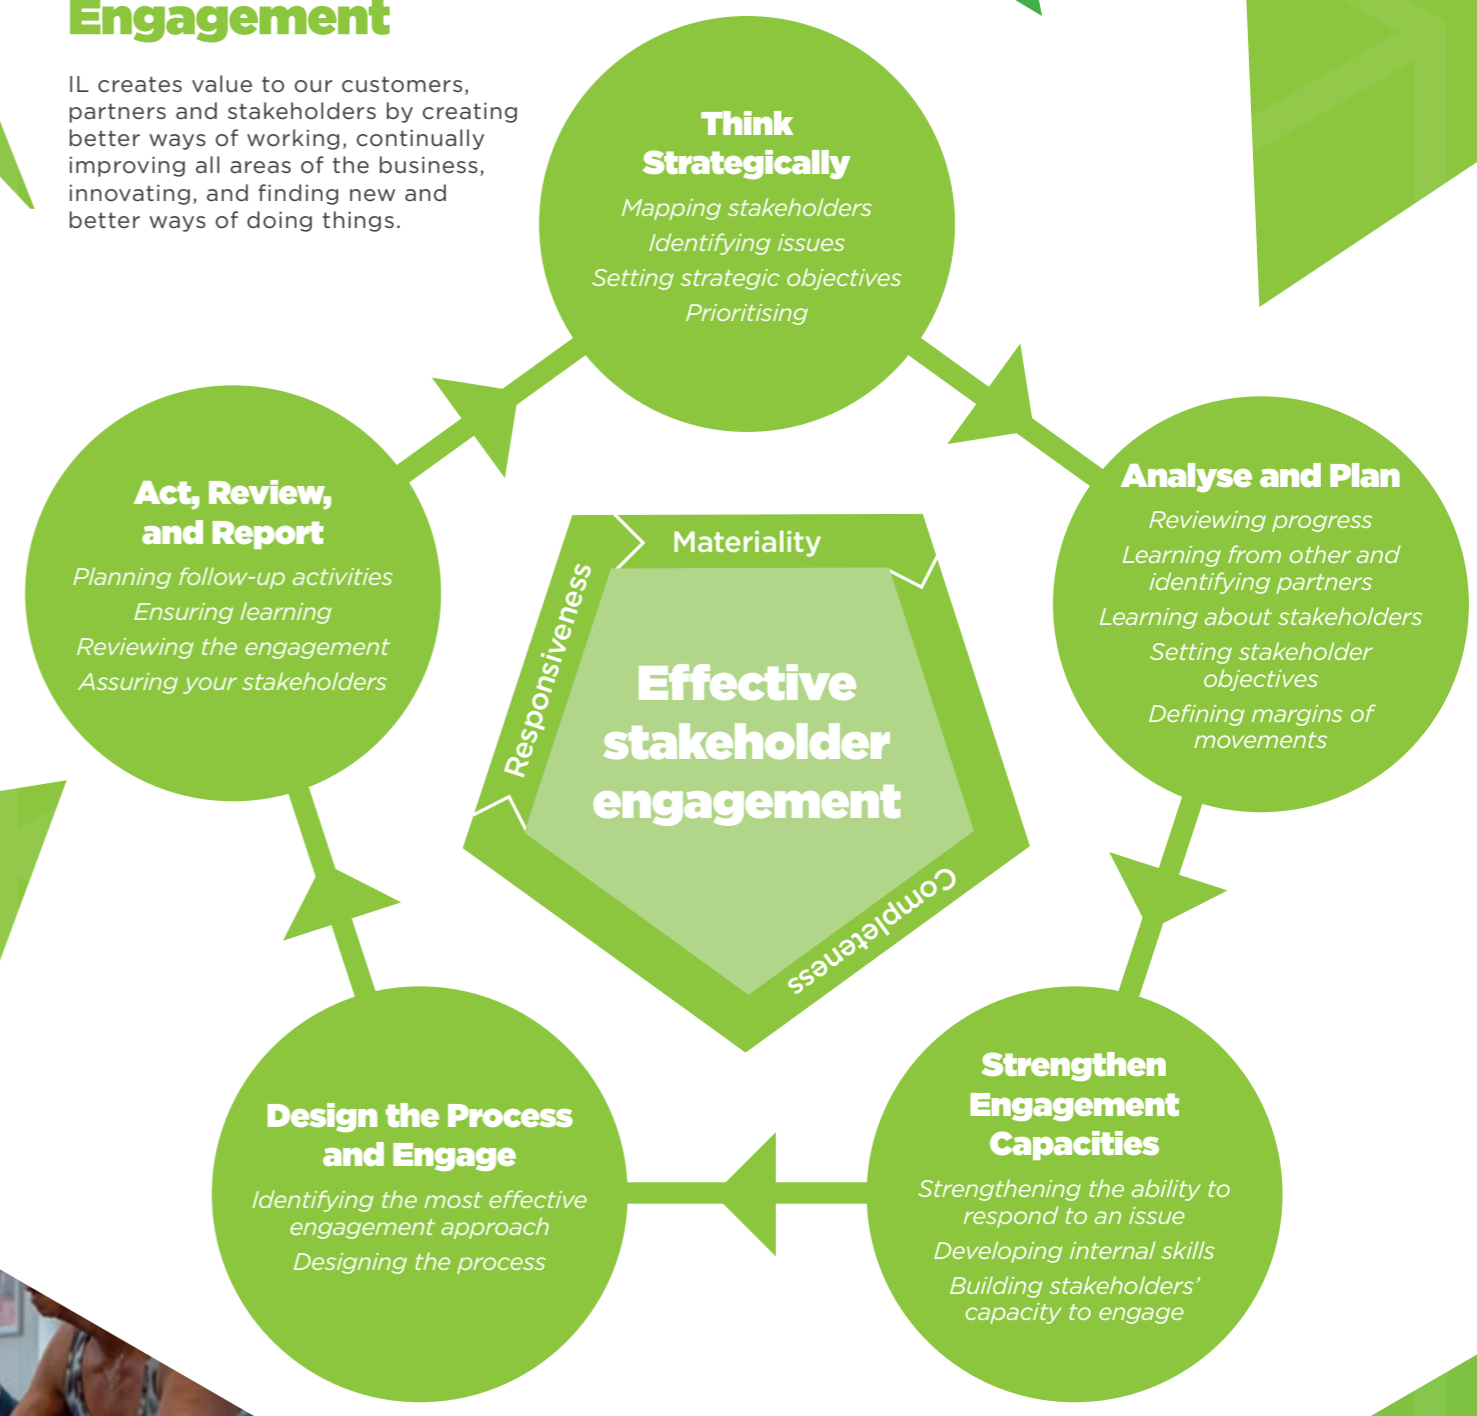 Engagement
IL creates value to our customers,
partners and stakeholders by creating
better ways of working, continually
improving all areas of the business,
innovating, and finding new and
better ways of doing things.
Think
Strategically
Mapping stakeholders
Identifying issues
Setting strategic objectives
Prioritising
Analyse and Plan
Reviewing progress
Learning from other and
identifying partners
Learning about stakeholders
Setting stakeholder
objectives
Defining margins of
movements
Strengthen
Engagement
Capacities
Strengthening the ability to
respond to an issue
Developing internal skills
Building stakeholders’
capacity to engage
Design the Process
and Engage
Identifying the most effective
engagement approach
Designing the process
Act, Review,
and Report
Planning follow-up activities
Ensuring learning
Reviewing the engagement
Assuring your stakeholders
Materiality
Completeness
Responsiveness
Effective
stakeholder
engagement